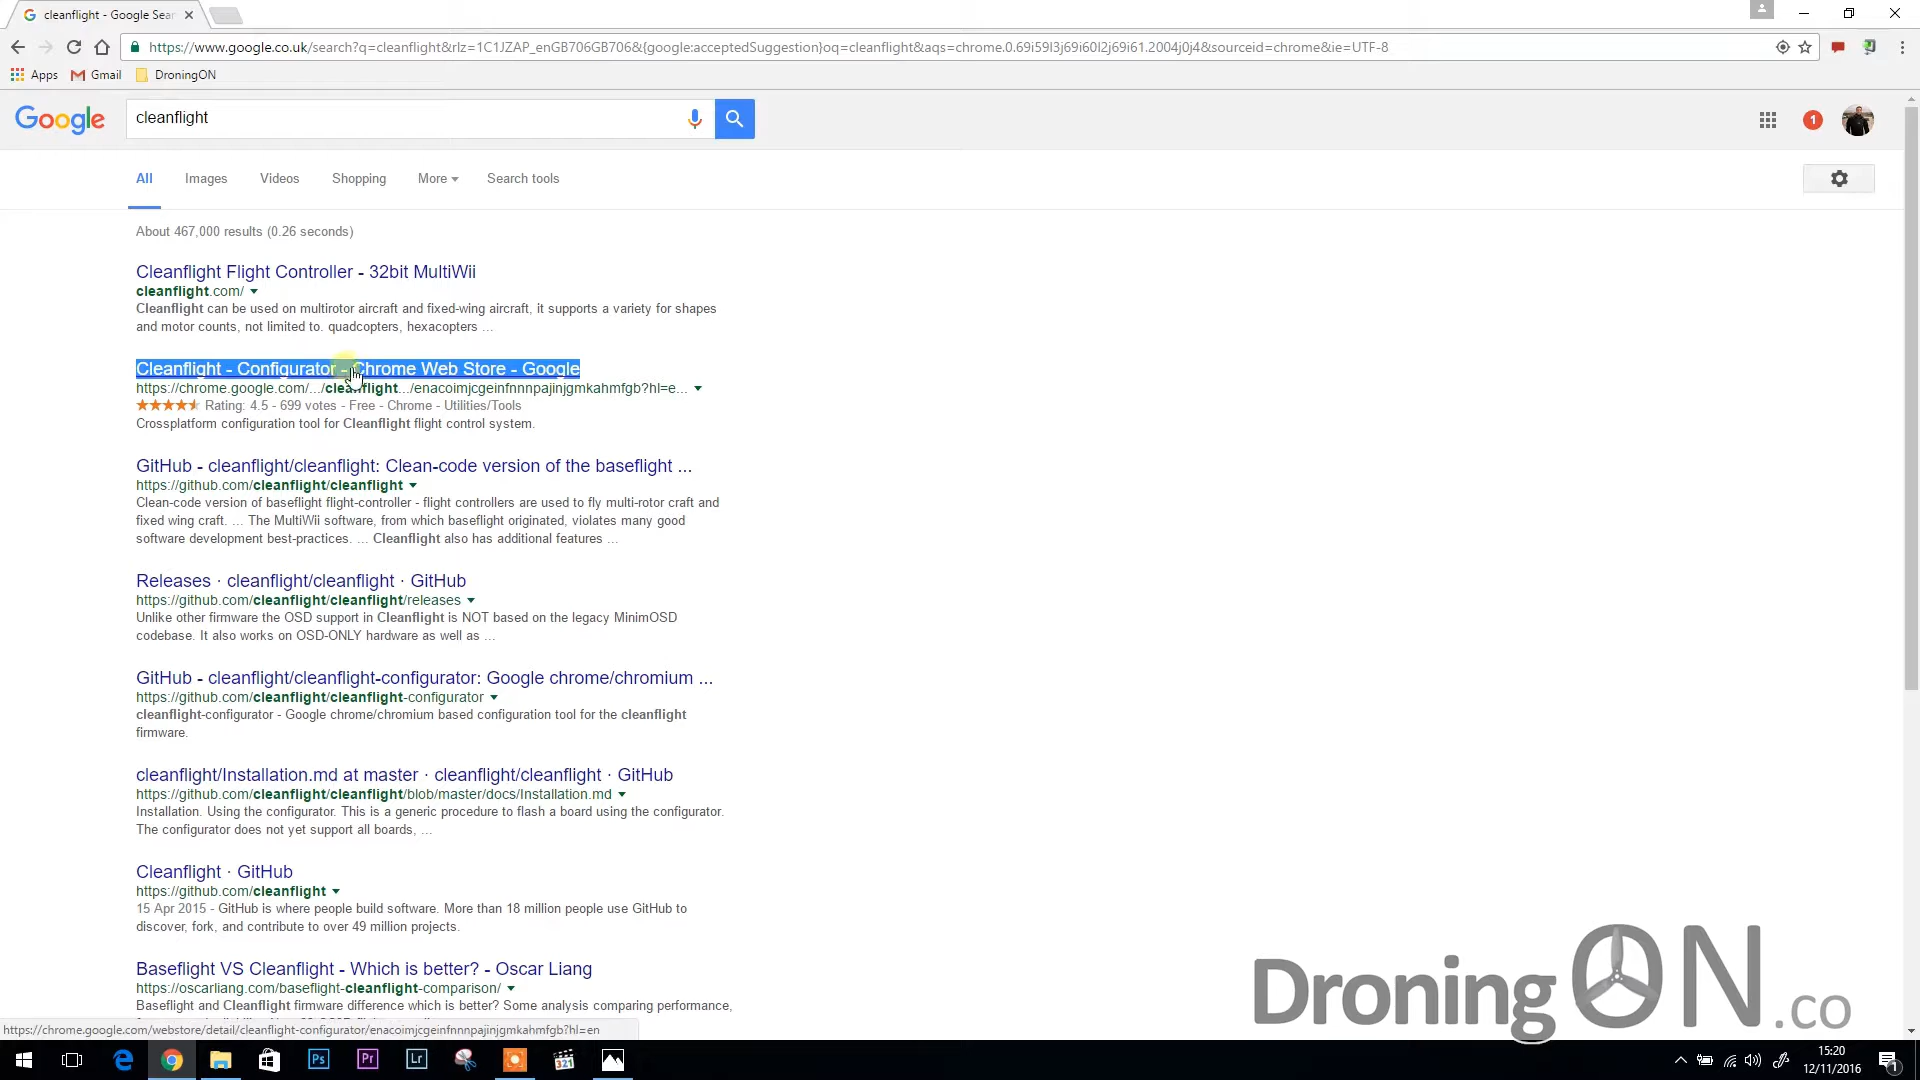 cleanflight - Google Sear
https://www.google.co.uk/search?q=cleanflight&rlz=1C1JZAP_enGB706GB706&{google:acceptedSuggestion}oq=cleanflight&aqs=chrome.0.69i59l3j69i60l2j69i61.2004j0j4&sourceid=chrome&ie=UTF-8
Apps Gmail DroningON
Google cleanflight 1
All Images Videos Shopping More Search tools
About 467,000 results (0.26 seconds)
Cleanflight Flight Controller - 32bit MultiWii
cleanflight.com/
Cleanflight can be used on multirotor aircraft and fixed-wing aircraft, it supports a variety for shapes
and motor counts, not limited to. quadcopters, hexacopters ...
Cleanflight - Configurator - Chrome Web Store - Google
https://chrome.google.com/.../cleanflight.../enacoimjcgeinfnnnpajinjgmkahmfgb?hl=e...
Rating: 4.5 - 699 votes - Free - Chrome - Utilities/Tools
Crossplatform configuration tool for Cleanflight flight control system.
GitHub - cleanflight/cleanflight: Clean-code version of the baseflight ...
https://github.com/cleanflight/cleanflight
Clean-code version of baseflight flight-controller - flight controllers are used to fly multi-rotor craft and
fixed wing craft. ... The MultiWii software, from which baseflight originated, violates many good
software development best-practices. ... Cleanflight also has additional features ...
Releases · cleanflight/cleanflight · GitHub
https://github.com/cleanflight/cleanflight/releases
Unlike other firmware the OSD support in Cleanflight is NOT based on the legacy MinimOSD
codebase. It also works on OSD-ONLY hardware as well as ...
GitHub - cleanflight/cleanflight-configurator: Google chrome/chromium ...
https://github.com/cleanflight/cleanflight-configurator
cleanflight-configurator - Google chrome/chromium based configuration tool for the cleanflight
firmware.
cleanflight/Installation.md at master · cleanflight/cleanflight · GitHub
https://github.com/cleanflight/cleanflight/blob/master/docs/Installation.md
Installation. Using the configurator. This is a generic procedure to flash a board using the configurator.
The configurator does not yet support all boards, ...
Cleanflight · GitHub
https://github.com/cleanflight
15 Apr 2015 - GitHub is where people build software. More than 18 million people use GitHub to
discover, fork, and contribute to over 49 million projects.
Baseflight VS Cleanflight - Which is better? - Oscar Liang
https://oscarliang.com/baseflight-cleanflight-comparison/
Baseflight and Cleanflight firmware difference which is better? Some analysis comparing performance,
https://chrome.google.com/webstore/detail/cleanflight-configurator/enacoimjcgeinfnnnpajinjgmkahmfgb?hl=en
DroningON.co
Ps Pr Lr 321
15:20
12/11/2016
1